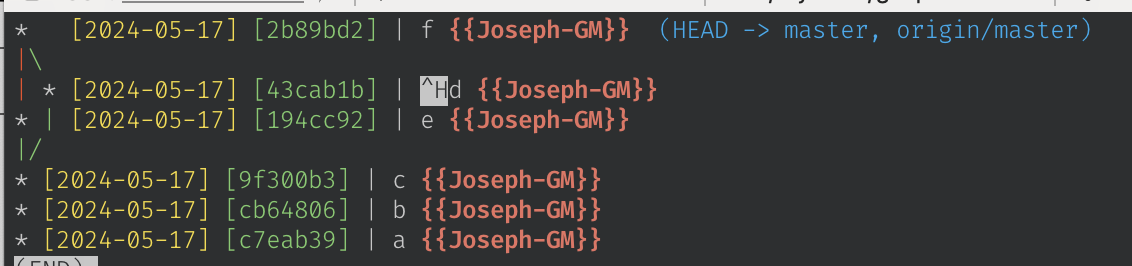 *   [2024-05-17] [2b89bd2] | f {{Joseph-GM}}  (HEAD -> master, origin/master)
|\
| * [2024-05-17] [43cab1b] | ^Hd {{Joseph-GM}}
* | [2024-05-17] [194cc92] | e {{Joseph-GM}}
|/
* [2024-05-17] [9f300b3] | c {{Joseph-GM}}
* [2024-05-17] [cb64806] | b {{Joseph-GM}}
* [2024-05-17] [c7eab39] | a {{Joseph-GM}}
(END)